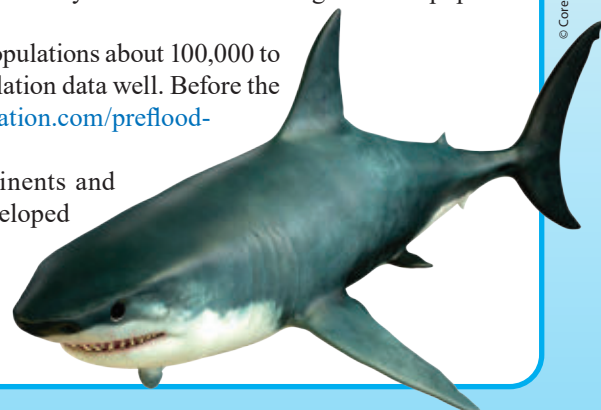 opulations about 100,000 to
lation data well. Before the
ation.com/preflood-
inents and
eloped
© Core